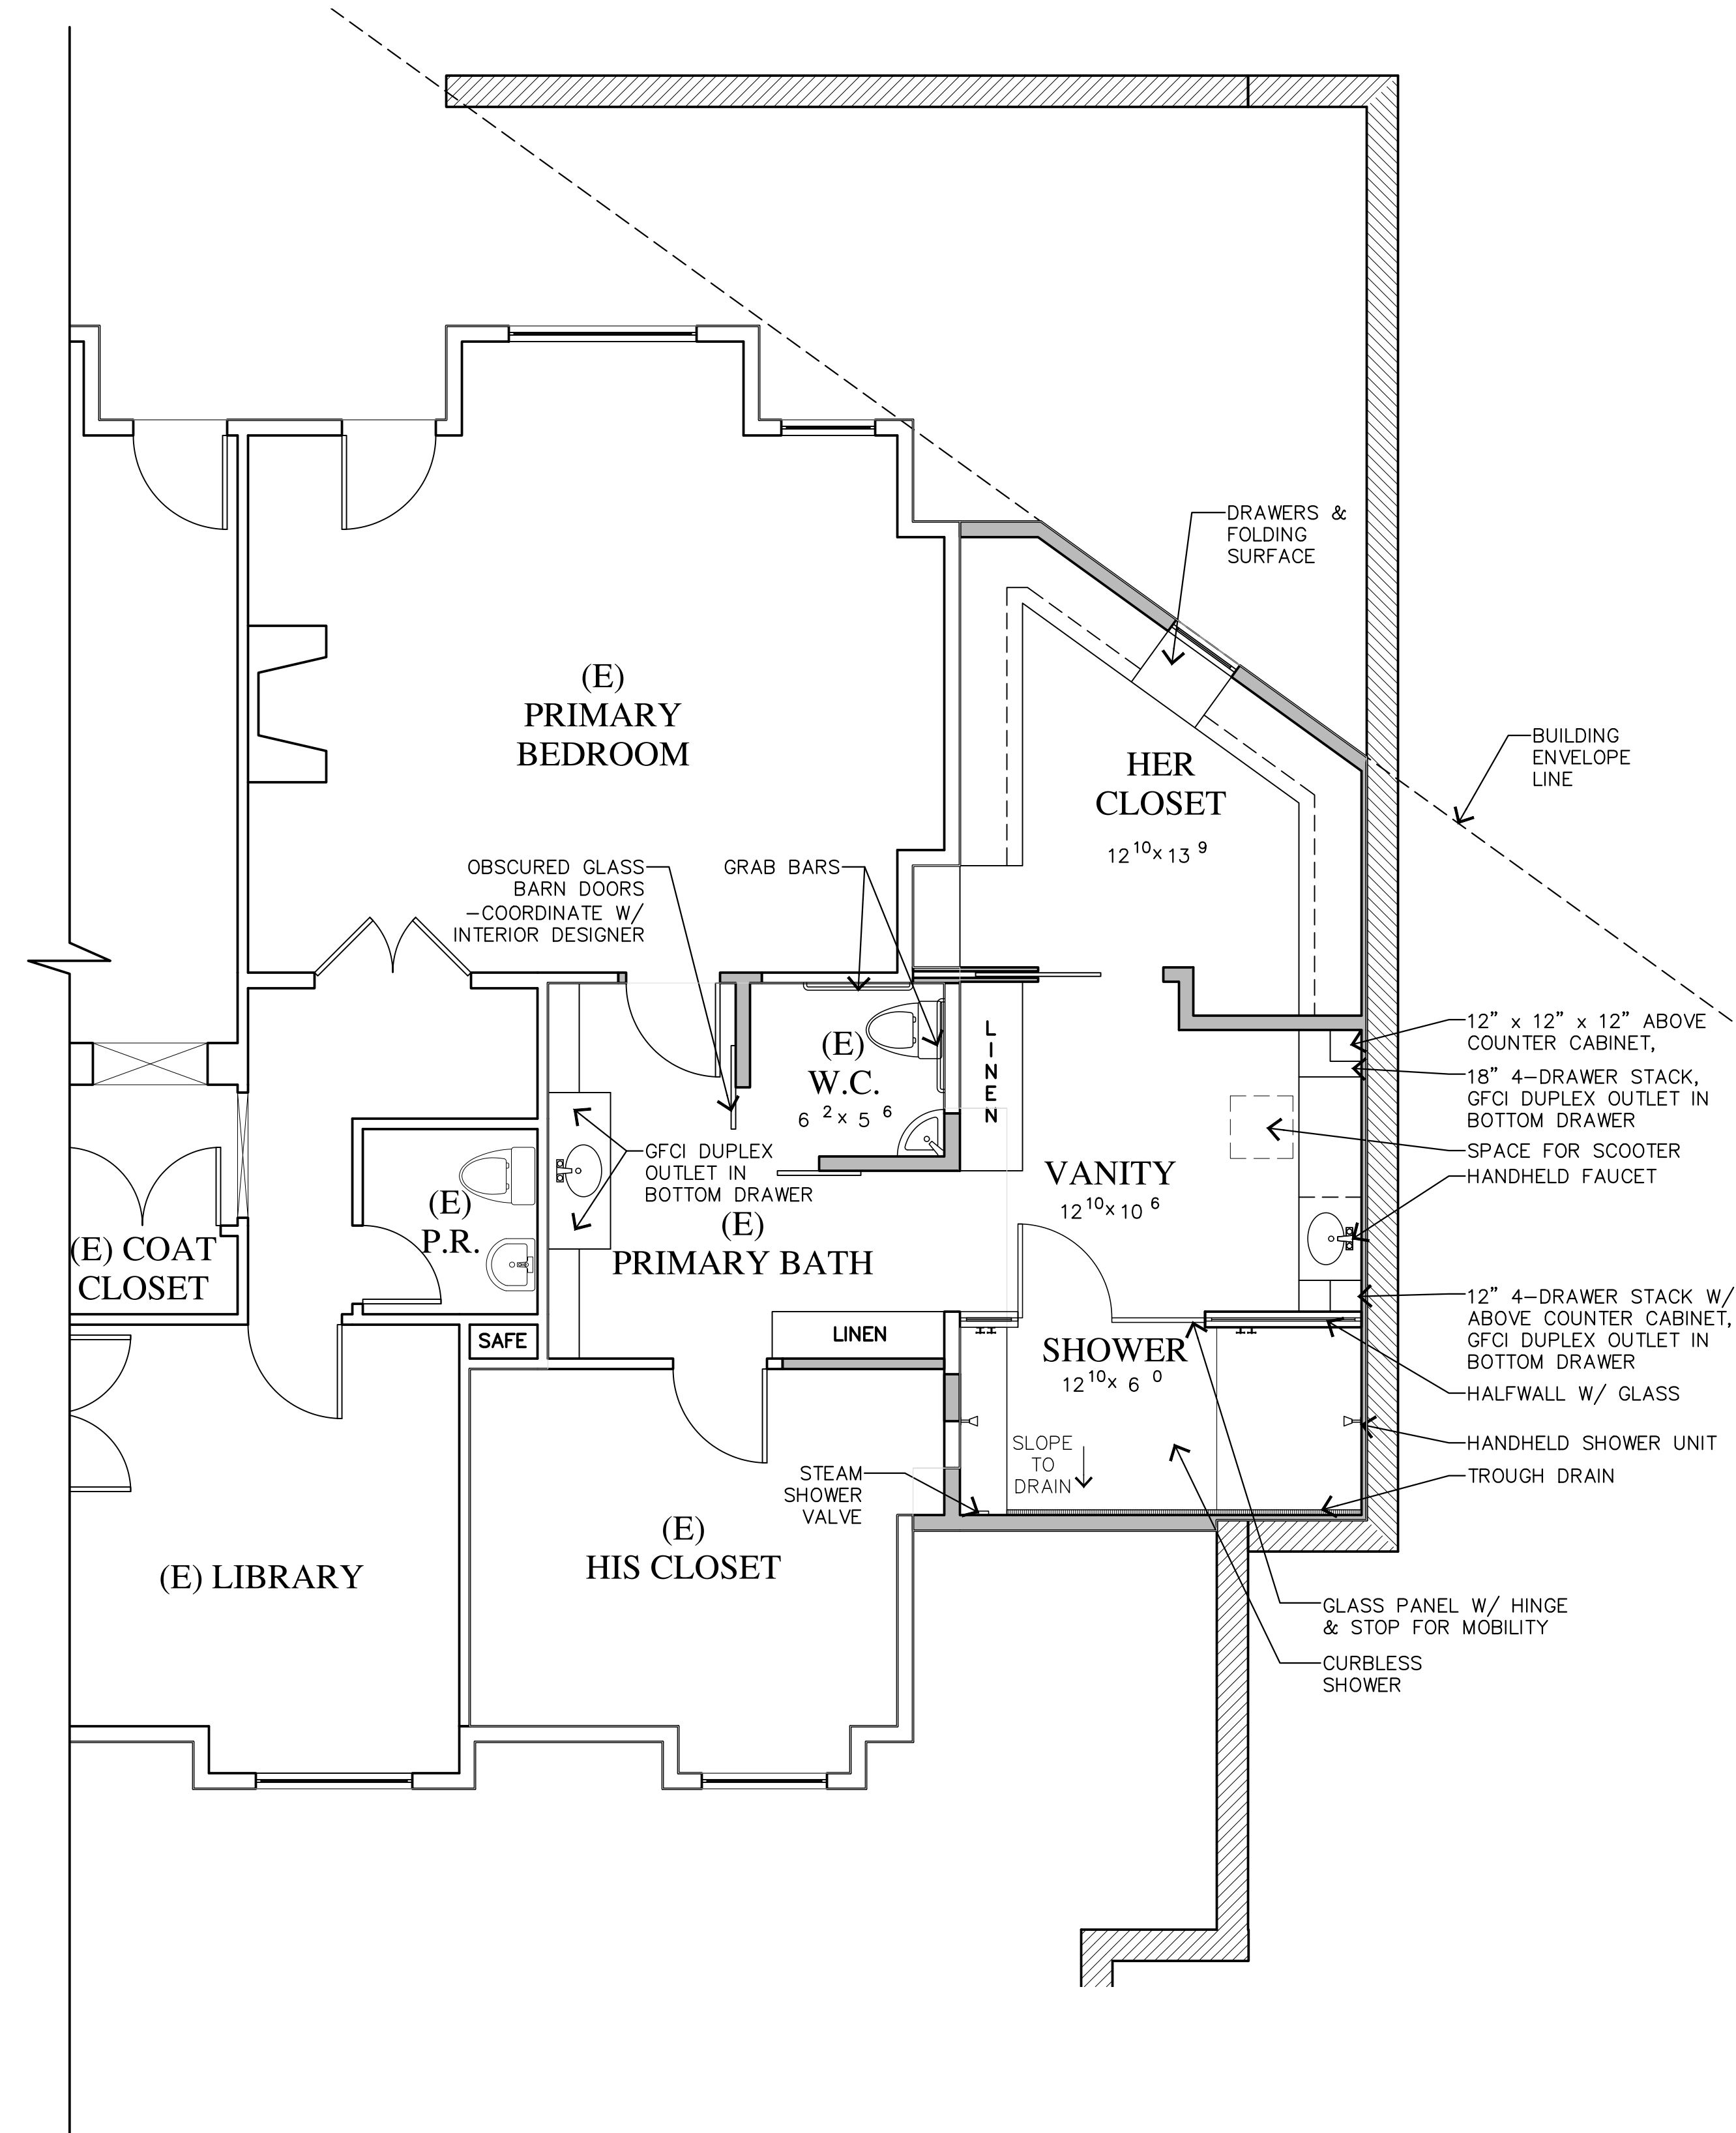 DRAWERS &
FOLDING
SURFACE
(E)
PRIMARY
BEDROOM
BUILDING
ENVELOPE
LINE
HER
CLOSET
12 10 x 13 9
OBSCURED GLASS
BARN DOORS
-COORDINATE W/
INTERIOR DESIGNER
GRAB BARS
LINEN
(E)
W.C.
6 2 x 5 6
12" x 12" x 12" ABOVE
COUNTER CABINET,
18" 4-DRAWER STACK,
GFCI DUPLEX OUTLET IN
BOTTOM DRAWER
SPACE FOR SCOOTER
HANDHELD FAUCET
GFCI DUPLEX
OUTLET IN
BOTTOM DRAWER
VANITY
12 10 x 10 6
(E)
P.R.
(E)
PRIMARY BATH
(E) COAT
CLOSET
12" 4-DRAWER STACK W/
ABOVE COUNTER CABINET,
GFCI DUPLEX OUTLET IN
BOTTOM DRAWER
SAFE
LINEN
SHOWER
12 10 x 6 0
HALFWALL W/ GLASS
SLOPE
TO
DRAIN
HANDHELD SHOWER UNIT
TROUGH DRAIN
STEAM
SHOWER
VALVE
(E)
HIS CLOSET
(E) LIBRARY
GLASS PANEL W/ HINGE
& STOP FOR MOBILITY
CURBLESS
SHOWER